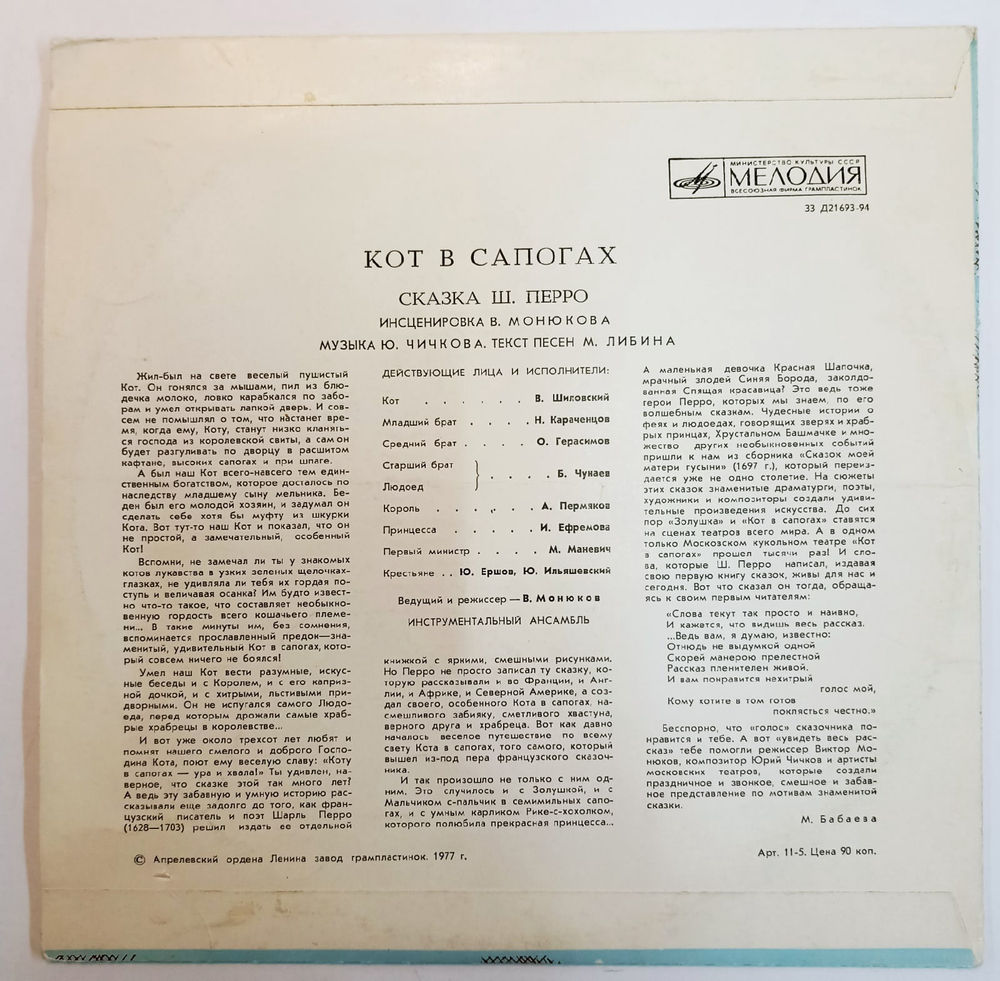 МИНИСТЕРСТВО КУЛЬТУРЫ СССР
МЕЛОДИЯ
ВСЕСОЮЗНАЯ ФИРМА ГРАМПЛАСТИНОК
33 Д21693-94
КОТ В САПОГАХ
СКАЗКА Ш. ПЕРРО
ИНСЦЕНИРОВКА В. МОНЮКОВА
МУЗЫКА Ю. ЧИЧКОВА. ТЕКСТ ПЕСЕН М. ЛИБИНА
Жил-был на свете веселый пушистый
Кот. Он гонялся за мышами, пил из блю-
дечка молоко, ловко карабкался по забо-
рам и умел открывать лапкой дверь. И сов-
сем не помышлял о том, что настанет вре-
мя, когда ему, Коту, станут низко кланять-
ся господа из королевской свиты, а сам он
будет разгуливать по дворцу в расшитом
кафтане, высоких сапогах и при шпаге.
А был наш Кот всего-навсего тем един-
ственным богатством, которое досталось по
наследству младшему сыну мельника. Бе-
ден был его молодой хозяин, и задумал он
сделать себе хотя бы муфту из шкурки
Кота. Вот тут-то наш Кот и показал, что он
не простой, а замечательный, особенный
Кот!
Вспомни, не замечал ли ты у знакомых
котов лукавства в узких зеленых щелочках-
глазках, не удивляла ли тебя их гордая по-
ступь и величавая осанка? Им будто извест-
но что-то такое, что составляет необыкно-
венную гордость всего кошачьего племе-
ни... В такие минуты им, без сомнения,
вспоминается прославленный предок—зна-
менитый, удивительный Кот в сапогах, кото-
рый совсем ничего не боялся!
Умел наш Кот вести разумные, искус-
ные беседы и с Королем, и с его каприз-
ной дочкой, и с хитрыми, льстивыми при-
дворными. Он не испугался самого Людо-
еда, перед которым дрожали самые храб-
рые храбрецы в королевстве...
И вот уже около трехсот лет любят и
помнят нашего смелого и доброго Госпо-
дина Кота, поют ему веселую славу: «Коту
в сапогах — ура и хвала!» Ты удивлен, на-
верное, что сказке этой так много лет?
А ведь эту забавную и умную историю рас-
сказывали еще задолго до того, как фран-
цузский писатель и поэт Шарль Перро
(1628—1703) решил издать ее отдельной
ДЕЙСТВУЮЩИЕ ЛИЦА И ИСПОЛНИТЕЛИ:
Кот . . . . . . В. Шиловский
Младший брат . . . . Н. Караченцов
Средний брат . . . . О. Герасимов
Старший брат
Людоед } . . . . Б. Чунаев
Король . . . . . . А. Пермяков
Принцесса . . . . . И. Ефремова
Первый министр . . . . М. Маневич
Крестьяне . . Ю. Ершов, Ю. Ильяшевский
Ведущий и режиссер — В. Монюков
ИНСТРУМЕНТАЛЬНЫЙ АНСАМБЛЬ
книжкой с яркими, смешными рисунками.
Но Перро не просто записал ту сказку, ко-
торую рассказывали и во Франции, и Анг-
лии, и Африке, и Северной Америке, а соз-
дал своего, особенного Кота в сапогах, на-
смешливого забияку, сметливого хвастуна,
верного друга и храбреца. Вот как давно
началось веселое путешествие по всему
свету Кота в сапогах, того самого, который
вышел из-под пера французского сказоч-
ника.
И так произошло не только с ним од-
ним. Это случилось и с Золушкой, и с
Мальчиком с-пальчик в семимильных сапо-
гах, и с умным карликом Рике-с-хохолком,
которого полюбила прекрасная принцесса...
А маленькая девочка Красная Шапочка,
мрачный злодей Синяя Борода, заколдо-
ванная Спящая красавица? Это ведь тоже
герои Перро, которых мы знаем, по его
волшебным сказкам. Чудесные истории о
феях и людоедах, говорящих зверях и храб-
рых принцах, Хрустальном Башмачке и мно-
жество других необыкновенных событий
пришли к нам из сборника «Сказок моей
матери гусыни» (1697 г.), который переиз-
дается уже не одно столетие. На сюжеты
этих сказок знаменитые драматурги, поэты,
художники и композиторы создали удиви-
тельные произведения искусства. До сих
пор «Золушка» и «Кот в сапогах» ставятся
на сценах театров всего мира. А в одном
только Московском кукольном театре «Кот
в сапогах» прошел тысячи раз! И сло-
ва, которые Ш. Перро написал, издавая
свою первую книгу сказок, живы для нас и
сегодня. Вот что сказал он тогда, обраща-
ясь к своим первым читателям:
«Слова текут так просто и наивно,
И кажется, что видишь весь рассказ.
...Ведь вам, я думаю, известно:
Отнюдь не выдумкой одной
Скорей манерою прелестной
Рассказ пленителен живой.
И вам понравится нехитрый
голос мой,
Кому хотите в том готов
поклясться честно.»
Бесспорно, что «голос» сказочника по-
нравится и тебе. А вот «увидеть весь рас-
сказ» тебе помогли режиссер Виктор Мо-
нюков, композитор Юрий Чичков и артисты
московских театров, которые создали
праздничное и звонкое, смешное и забав-
ное представление по мотивам знаменитой
сказки.
М. Бабаева
© Апрелевский ордена Ленина завод грампластинок. 1977 г.
Арт. 11-5. Цена 90 коп.